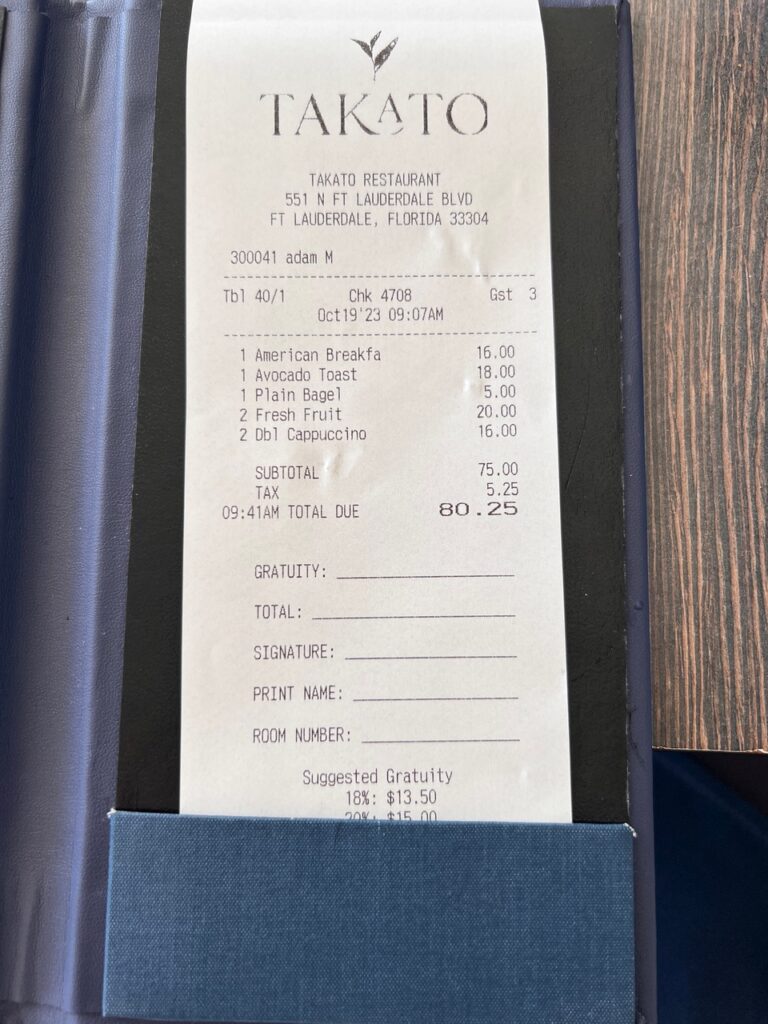 TAKATO
TAKATO RESTAURANT
551 N FT LAUDERDALE BLVD
FT LAUDERDALE, FLORIDA 33304
300041 adam M
Tbl 40/1 Chk 4708 Gst 3
Oct19'23 09:07AM
1 American Breakfa 16.00
1 Avocado Toast 18.00
1 Plain Bagel 5.00
2 Fresh Fruit 20.00
2 Dbl Cappuccino 16.00
SUBTOTAL 75.00
TAX 5.25
09:41AM TOTAL DUE 80.25
GRATUITY:
TOTAL:
SIGNATURE:
PRINT NAME:
ROOM NUMBER:
Suggested Gratuity
18%: $13.50
20%: $15.00